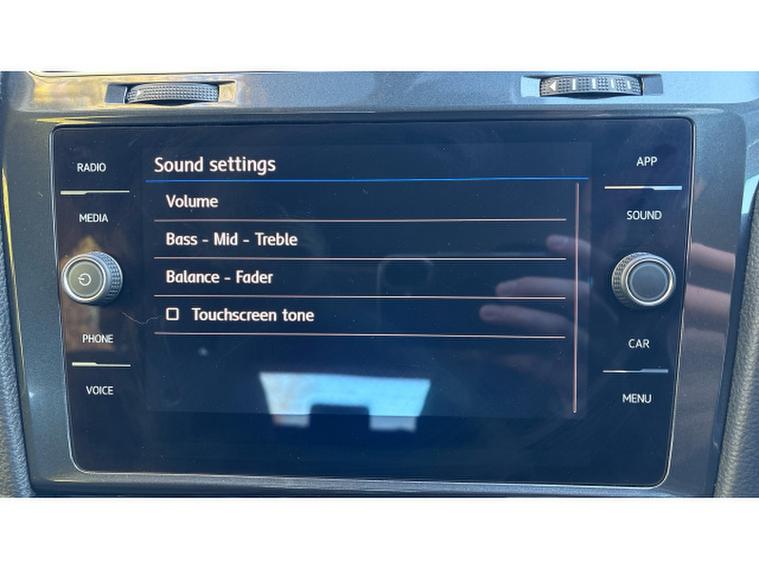 RADIO
MEDIA
PHONE
VOICE
Sound settings
Volume
Bass - Mid - Treble
Balance - Fader
Touchscreen tone
APP
SOUND
CAR
MENU